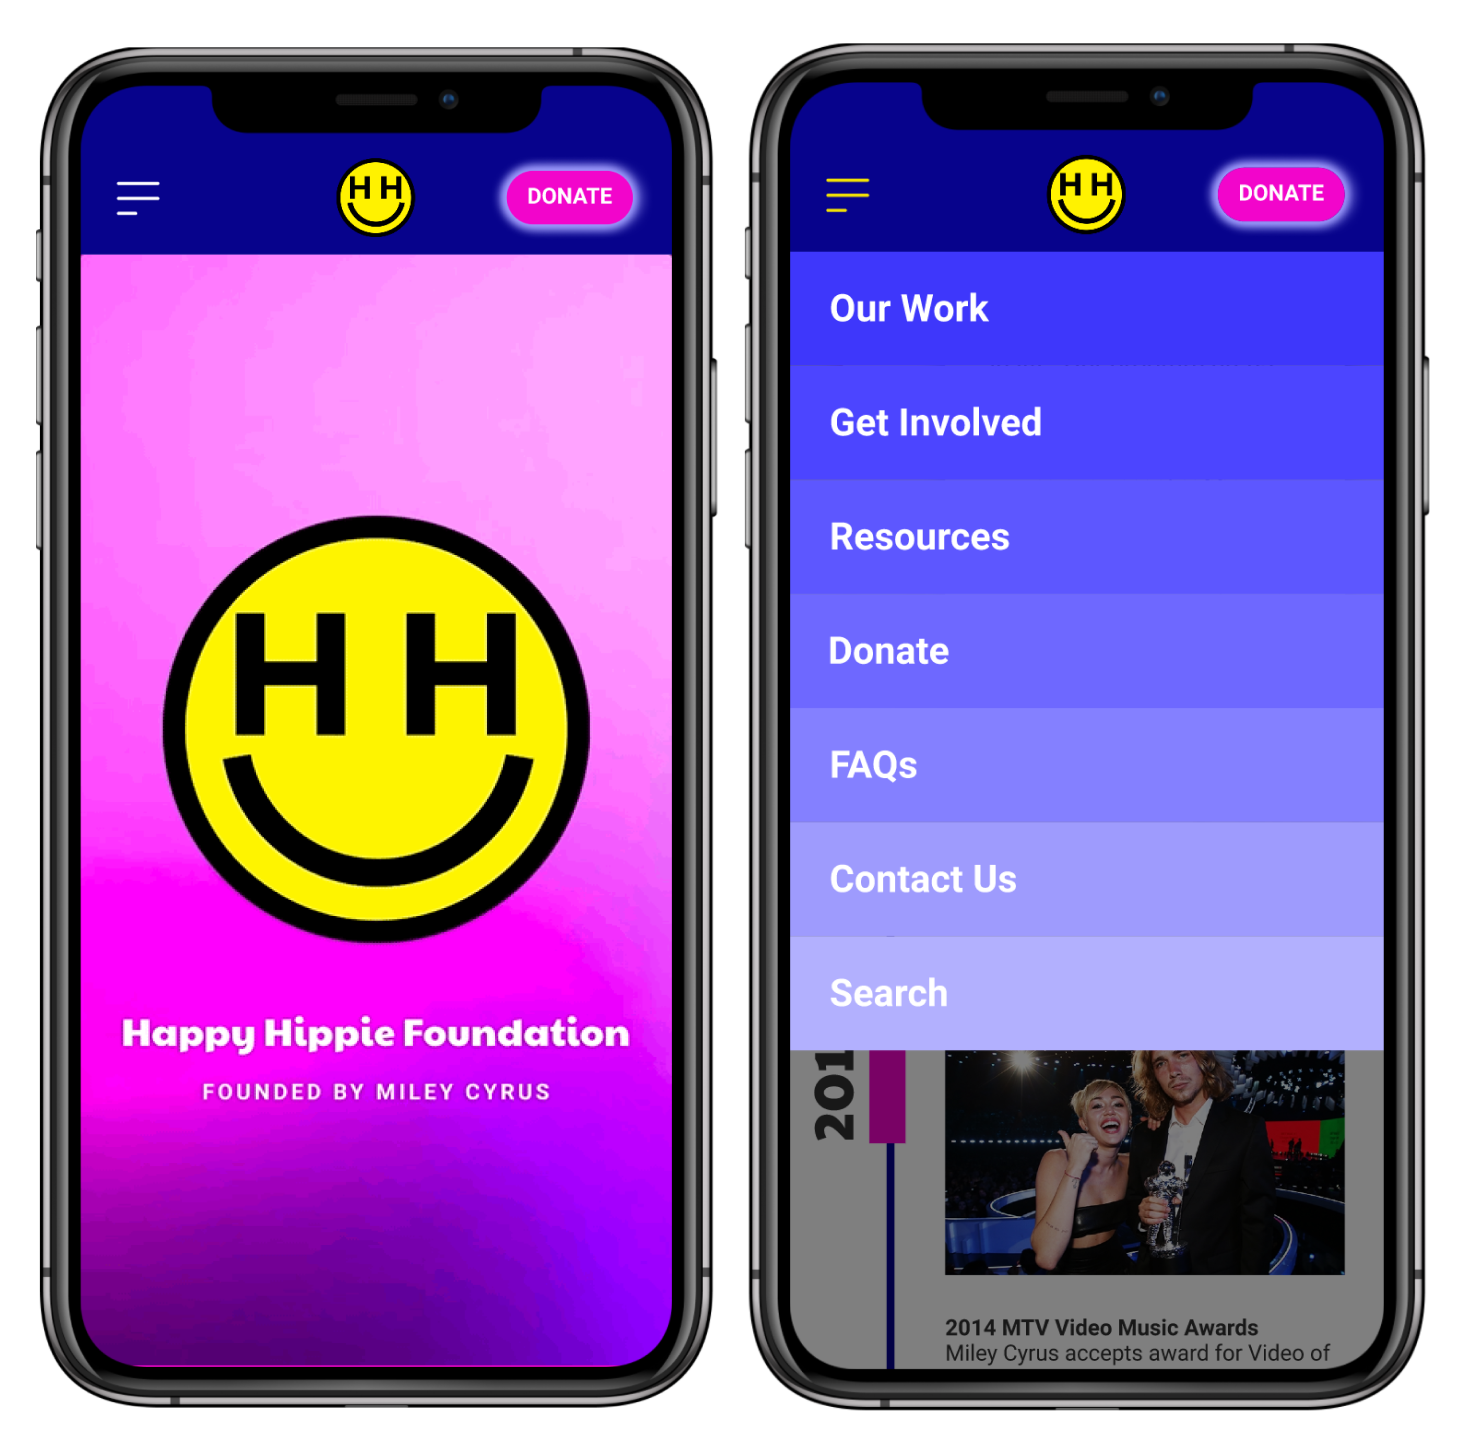 HH
DONATE
HH
Happy Hippie Foundation
FOUNDED BY MILEY CYRUS
HH
DONATE
Our Work
Get Involved
Resources
Donate
FAQs
Contact Us
Search
201
2014 MTV Video Music Awards
Miley Cyrus accepts award for Video of